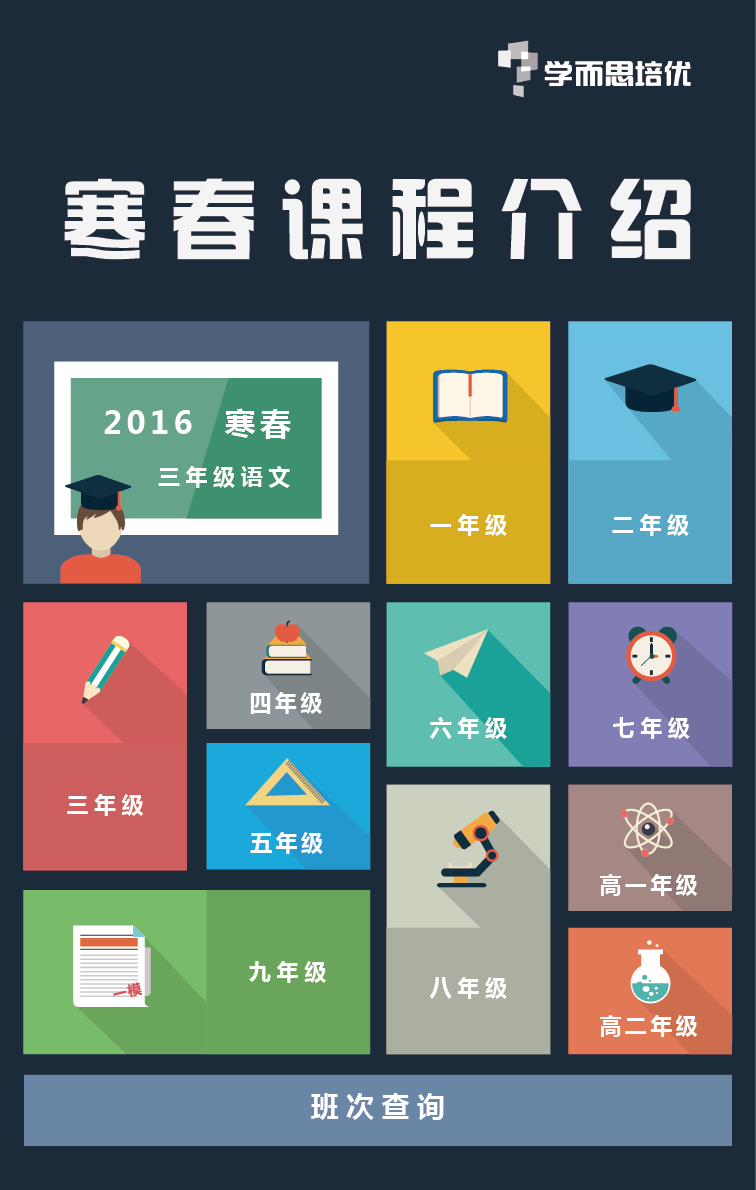 学而思培优
寒春课程介绍
2016 寒春
三年级语文
一年级
二年级
三年级
四年级
五年级
六年级
七年级
八年级
高一年级
高二年级
一模
九年级
班次查询